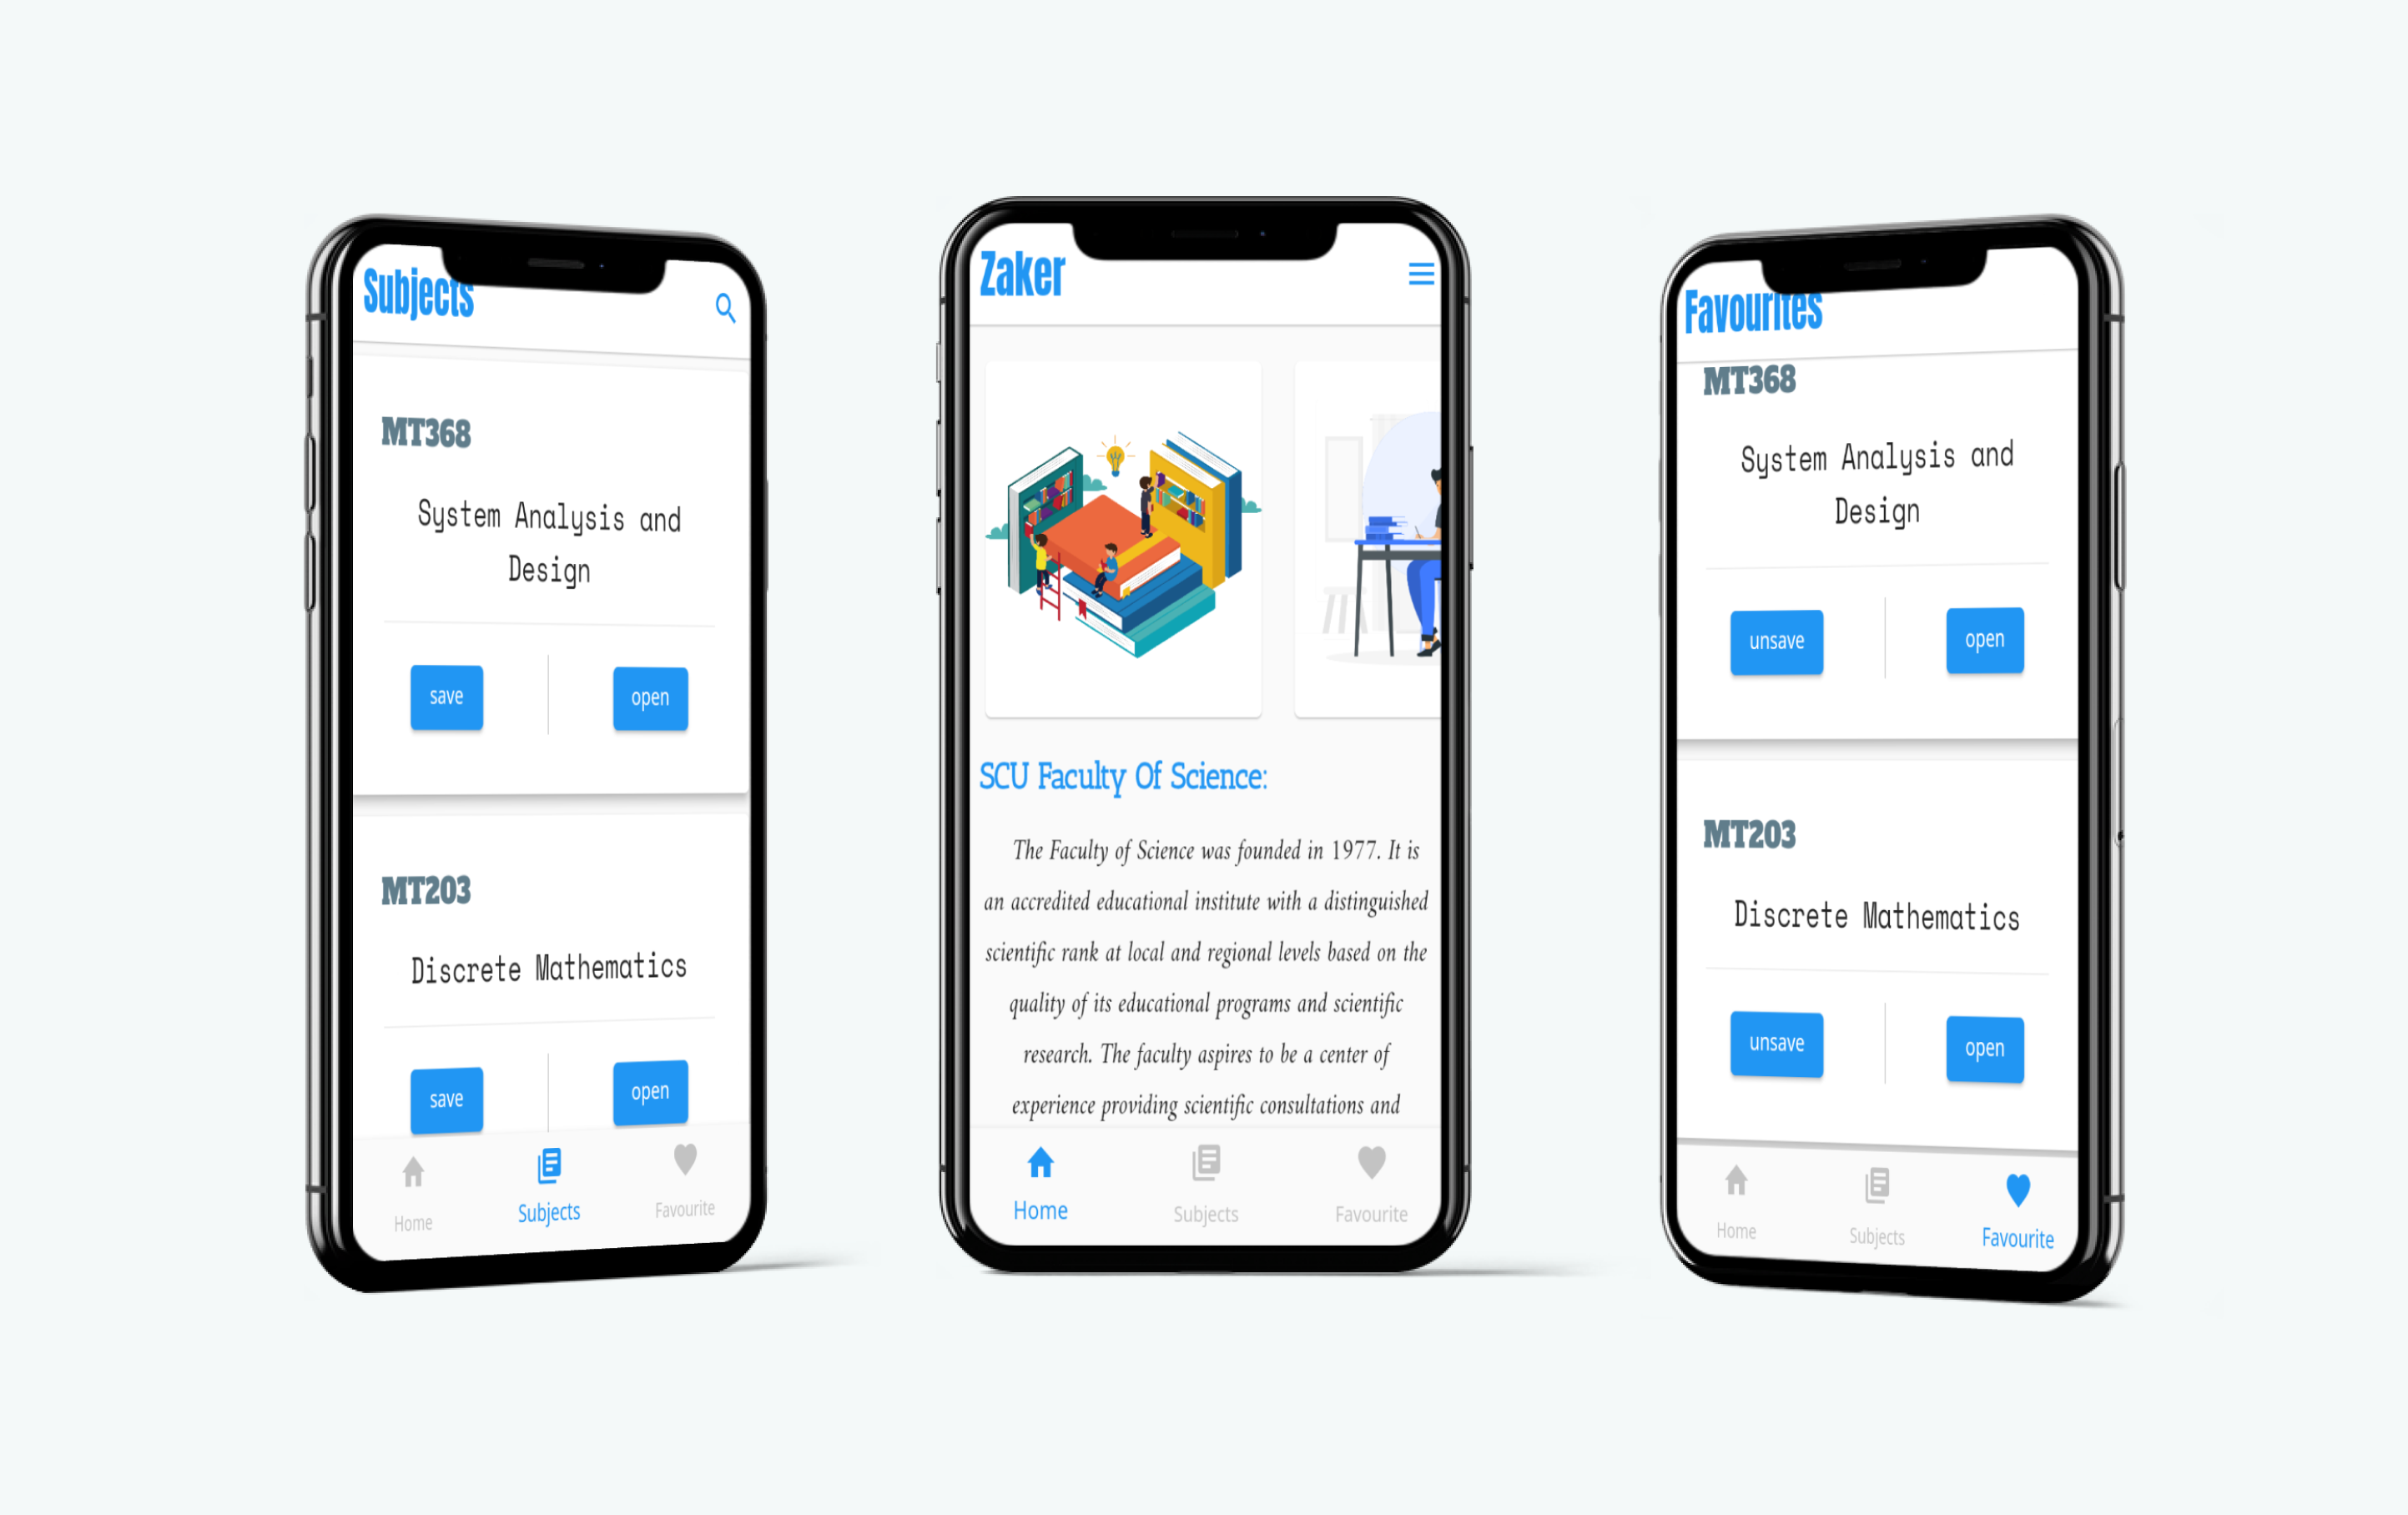 Subjects
MT368
System Analysis and
Design
save
open
MT203
Discrete Mathematics
save
open
Home
Subjects
Favourite
Zaker
SCU Faculty Of Science:
The Faculty of Science was founded in 1977. It is
an accredited educational institute with a distinguished
scientific rank at local and regional levels based on the
quality of its educational programs and scientific
research. The faculty aspires to be a center of
experience providing scientific consultations and
Home
Subjects
Favourite
Favourites
MT368
System Analysis and
Design
unsave
open
MT203
Discrete Mathematics
unsave
open
Home
Subjects
Favourite